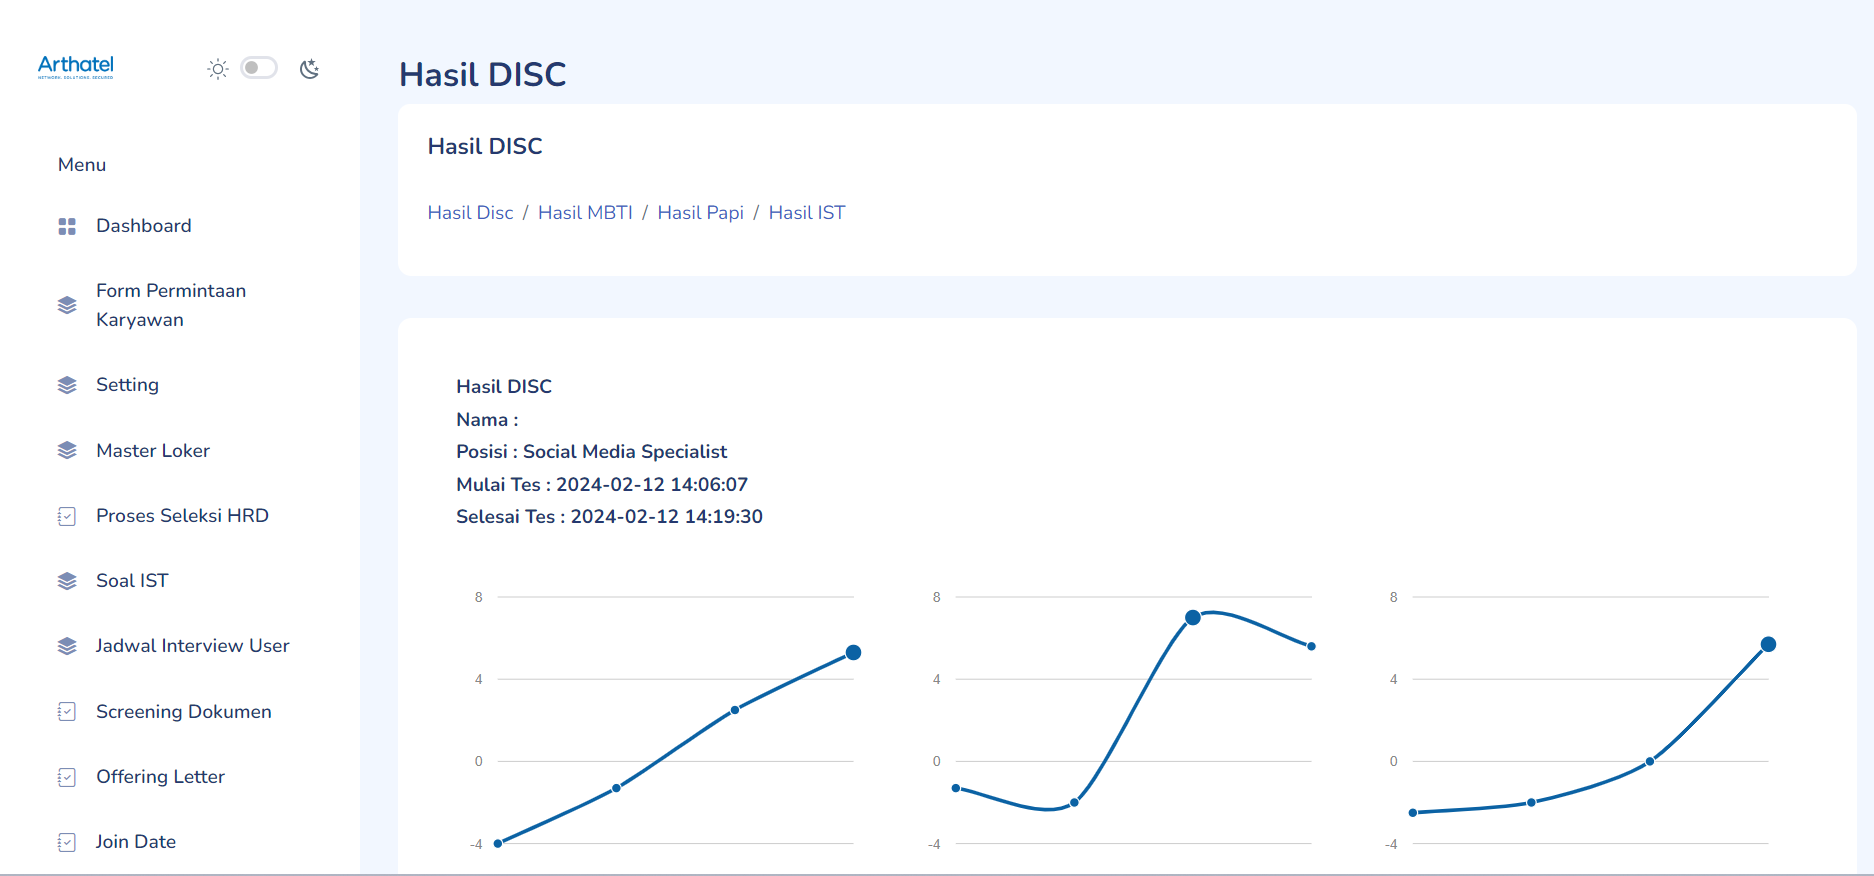 Arthatel
NETWORK. SOLUTIONS. SECURED
Menu
Dashboard
Form Permintaan
Karyawan
Setting
Master Loker
Proses Seleksi HRD
Soal IST
Jadwal Interview User
Screening Dokumen
Offering Letter
Join Date
Hasil DISC
Hasil DISC
Hasil Disc / Hasil MBTI / Hasil Papi / Hasil IST
Hasil DISC
Nama :
Posisi : Social Media Specialist
Mulai Tes : 2024-02-12 14:06:07
Selesai Tes : 2024-02-12 14:19:30
8
4
0
-4
8
4
0
-4
8
4
0
-4